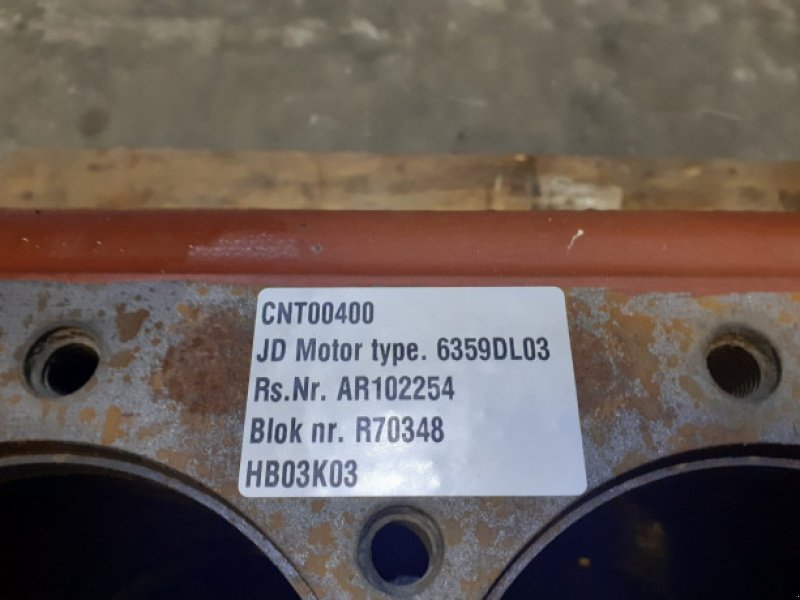 CNT00400
JD Motor type. 6359DL03
Rs.Nr. AR102254
Blok nr. R70348
HB03K03